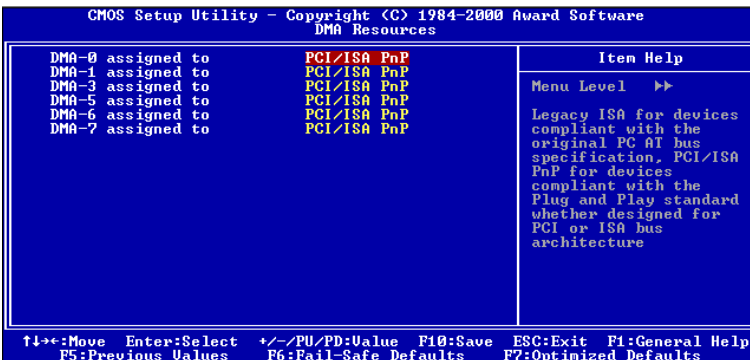 CMOS Setup Utility - Copyright (C) 1984-2000 Award Software
DMA Resources
DMA-0 assigned to PCI/ISA PnP
DMA-1 assigned to PCI/ISA PnP
DMA-3 assigned to PCI/ISA PnP
DMA-5 assigned to PCI/ISA PnP
DMA-6 assigned to PCI/ISA PnP
DMA-7 assigned to PCI/ISA PnP
Item Help
Menu Level ▶▶
Legacy ISA for devices
compliant with the
original PC AT bus
specification, PCI/ISA
PnP for devices
compliant with the
Plug and Play standard
whether designed for
PCI or ISA bus
architecture
↑↓→←:Move Enter:Select +/-/PU/PD:Value F10:Save ESC:Exit F1:General Help
F5:Previous Values F6:Fail-Safe Defaults F7:Optimized Defaults